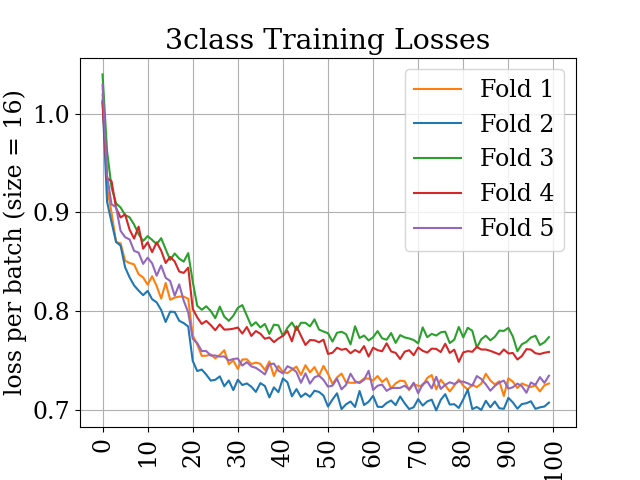 3class Training Losses
loss per batch (size = 16)
1.0
0.9
0.8
0.7
Fold 1
Fold 2
Fold 3
Fold 4
Fold 5
0 10 20 30 40 50 60 70 80 90 100